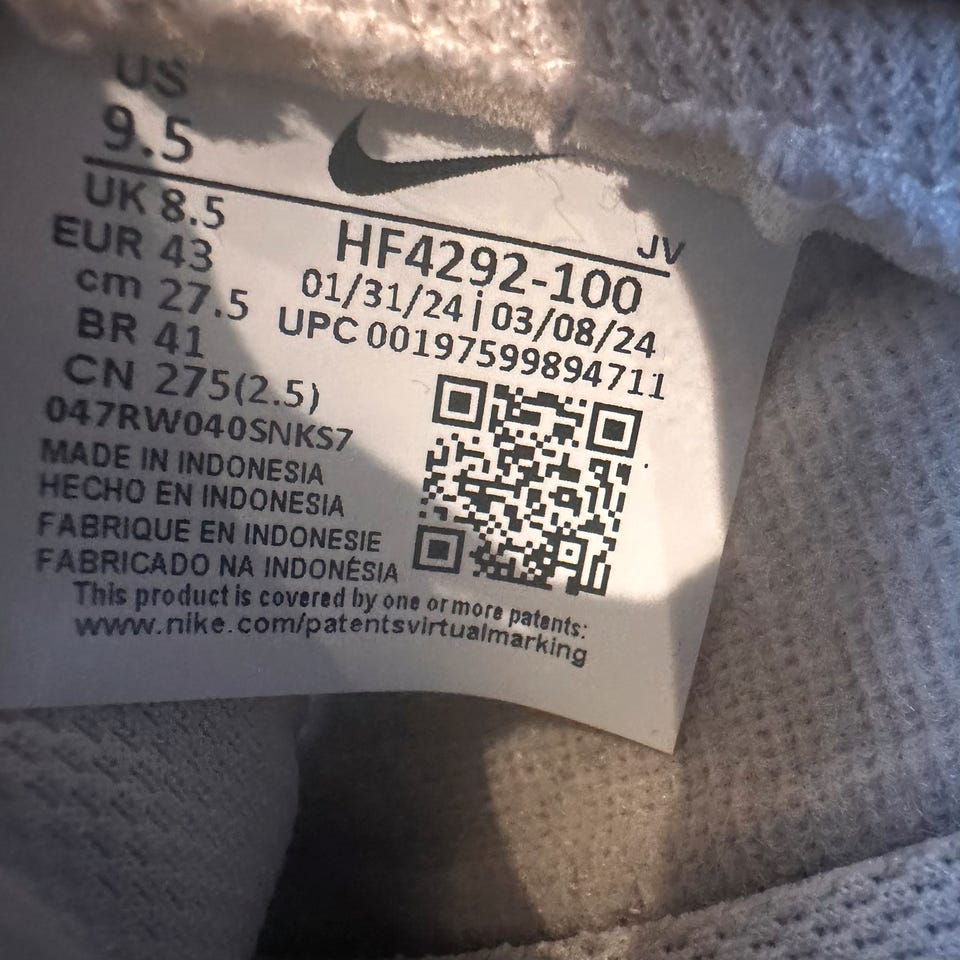 US
9.5
UK 8.5
EUR 43
cm 27.5
BR 41
CN 275(2.5)
JV
HF4292-100
01/31/24 | 03/08/24
UPC 00197599894711
047RW040SNKS7
MADE IN INDONESIA
HECHO EN INDONESIA
FABRIQUE EN INDONESIE
FABRICADO NA INDONÉSIA
This product is covered by one or more patents:
www.nike.com/patentsvirtualmarking